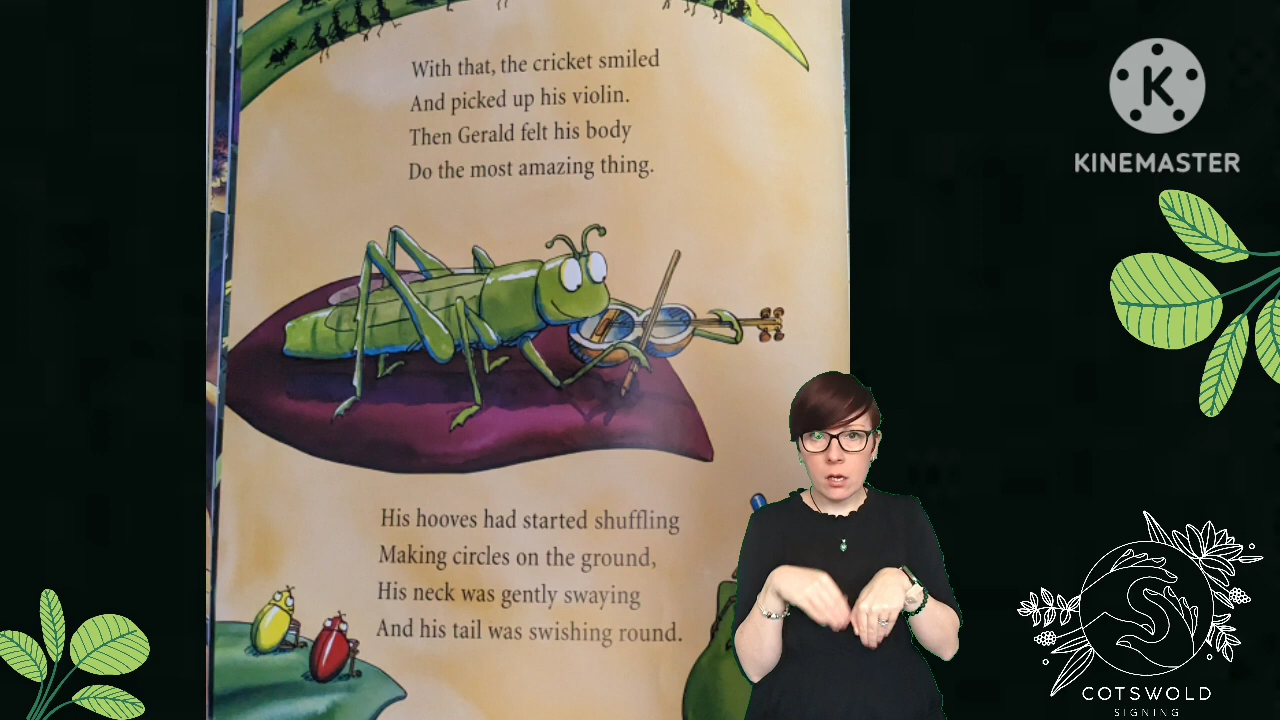 With that, the cricket smiled
And picked up his violin.
Then Gerald felt his body
Do the most amazing thing.
His hooves had started shuffling
Making circles on the ground,
His neck was gently swaying
And his tail was swishing round.
K
KINEMASTER
COTSWOLD
SIGNING